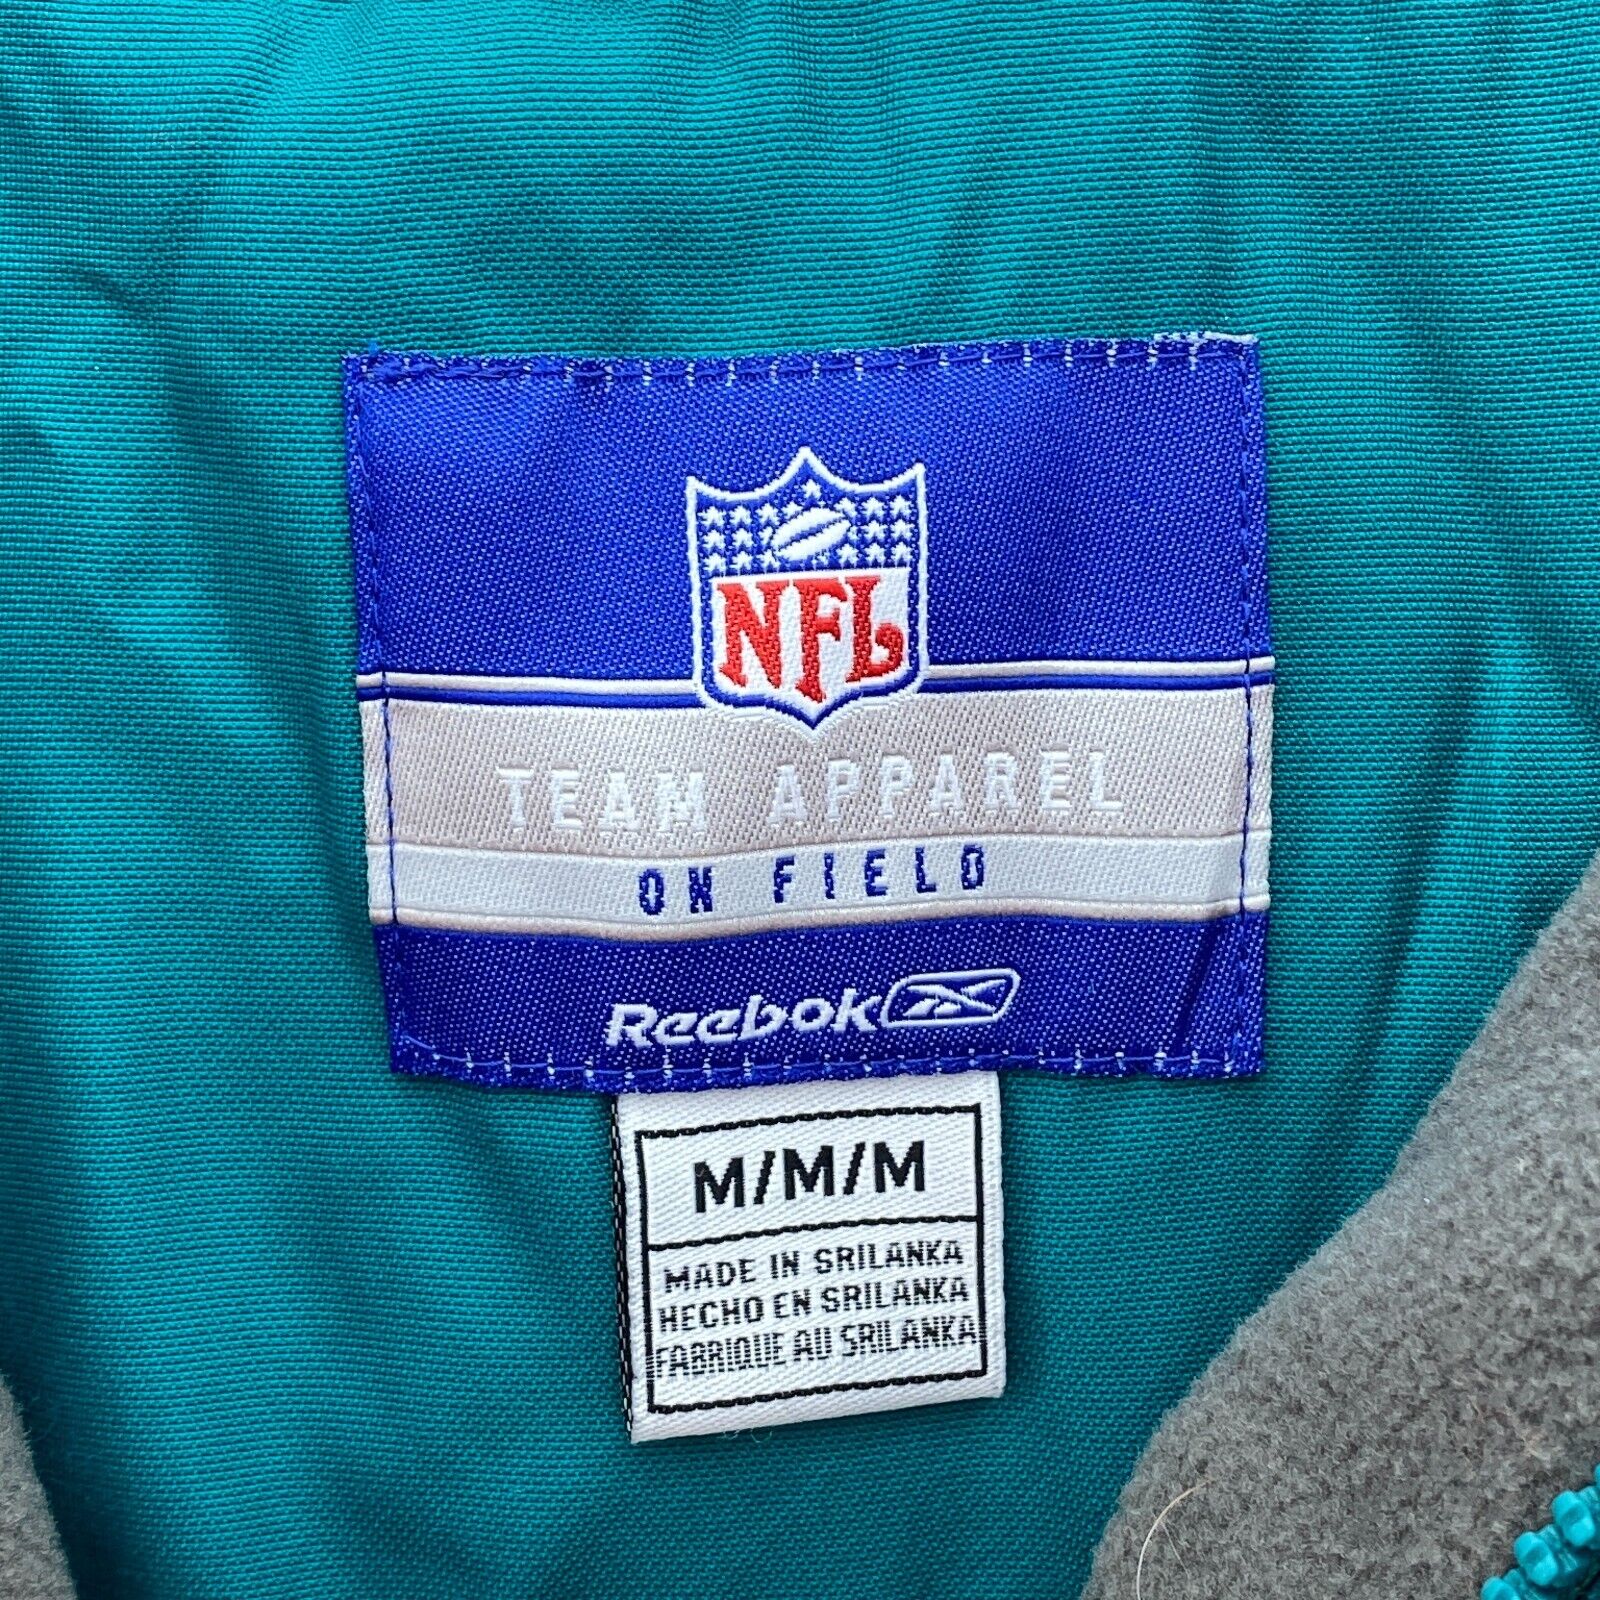 NFL
TEAM APPAREL
ON FIELD
Reebok
M/M/M
MADE IN SRILANKA
HECHO EN SRILANKA
FABRIQUE AU SRILANKA